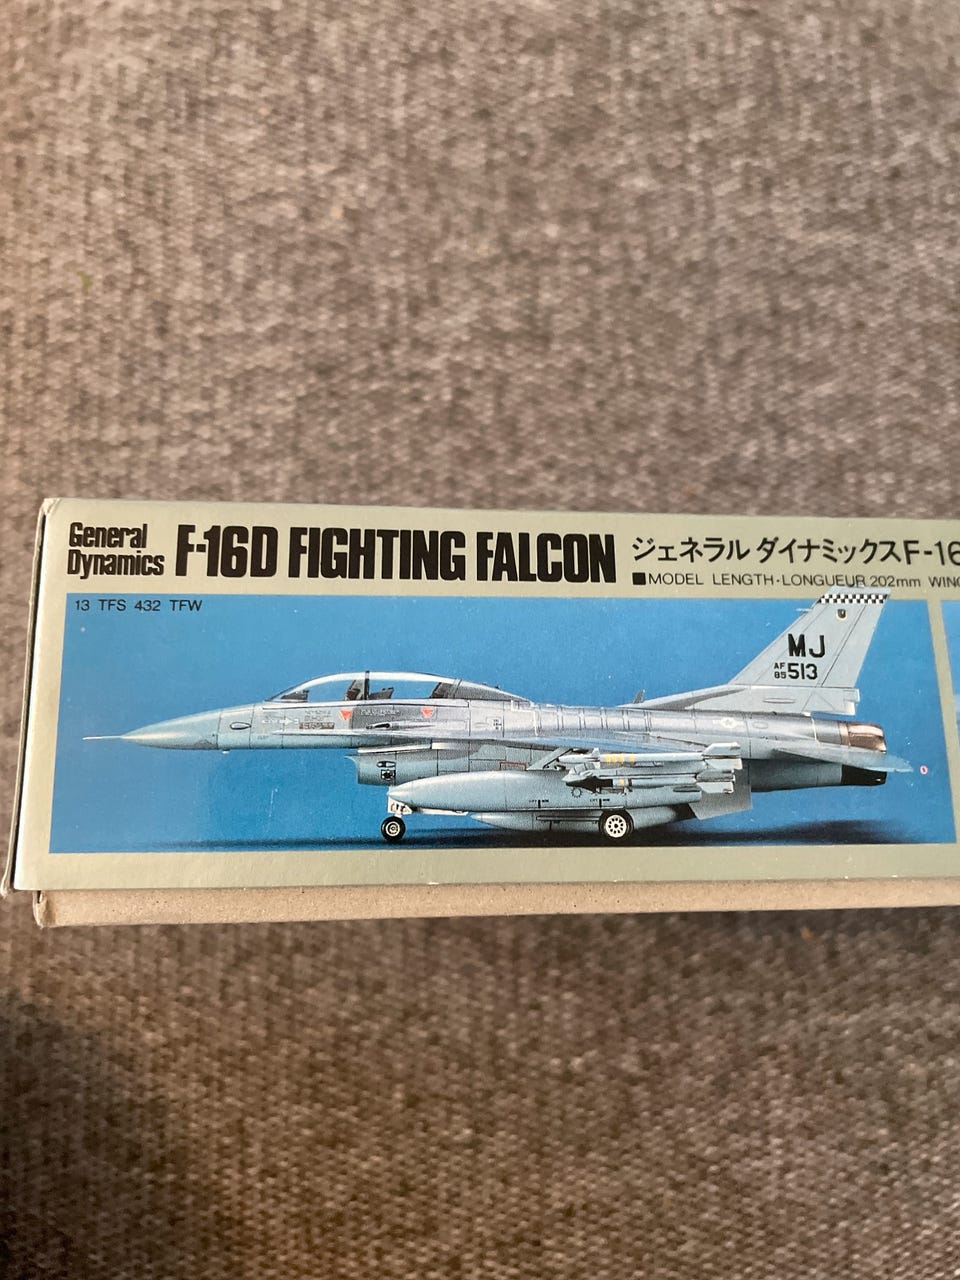 General
Dynamics
F-16D FIGHTING FALCON
ジェネラル ダイナミックス F-16
■MODEL LENGTH・LONGUEUR 202mm WING
13 TFS 432 TFW
MJ
AF
85 513